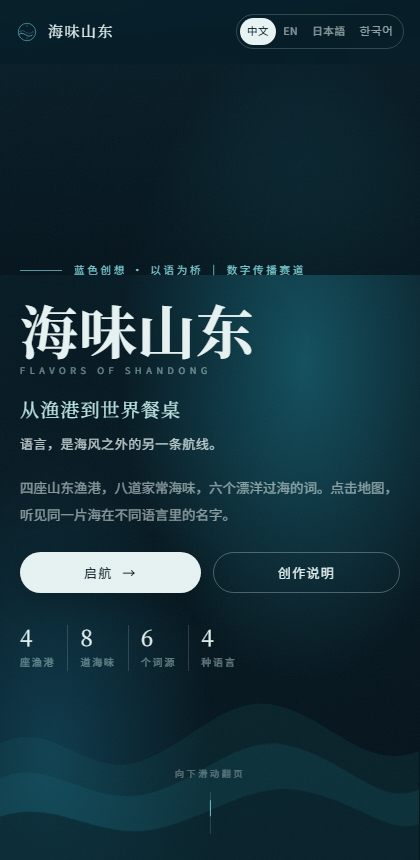 海味山东
中文 EN 日本語 한국어
蓝色创想 · 以语为桥 | 数字传播赛道
海味山东
FLAVORS OF SHANDONG
从渔港到世界餐桌
语言，是海风之外的另一条航线。
四座山东渔港，八道家常海味，六个漂洋过海的词。点击地图，
听见同一片海在不同语言里的名字。
启航 →
创作说明
4 8 6 4
座渔港 道海味 个词源 种语言
向下滑动翻页